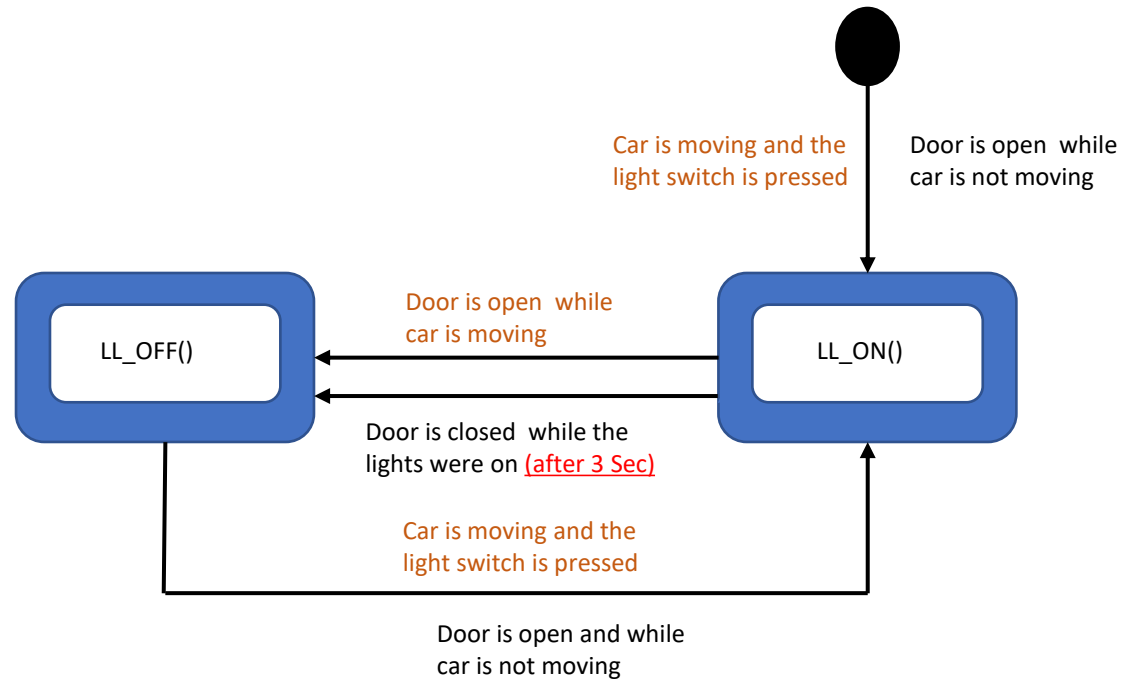 Car is moving and the
light switch is pressed
Door is open while
car is not moving
LL_OFF()
Door is open while
car is moving
LL_ON()
Door is closed while the
lights were on (after 3 Sec)
Car is moving and the
light switch is pressed
Door is open and while
car is not moving